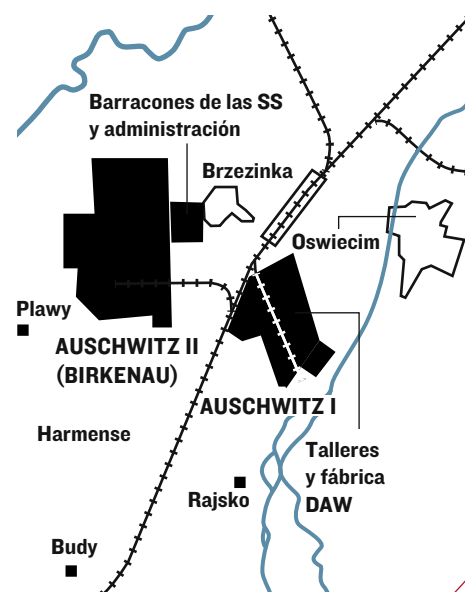 Barracones de las SS
y administración
Brzezinka
Oswiecim
Plawy
AUSCHWITZ II
(BIRKENAU)
AUSCHWITZ I
Harmense
Talleres
y fábrica
DAW
Rajsko
Budy